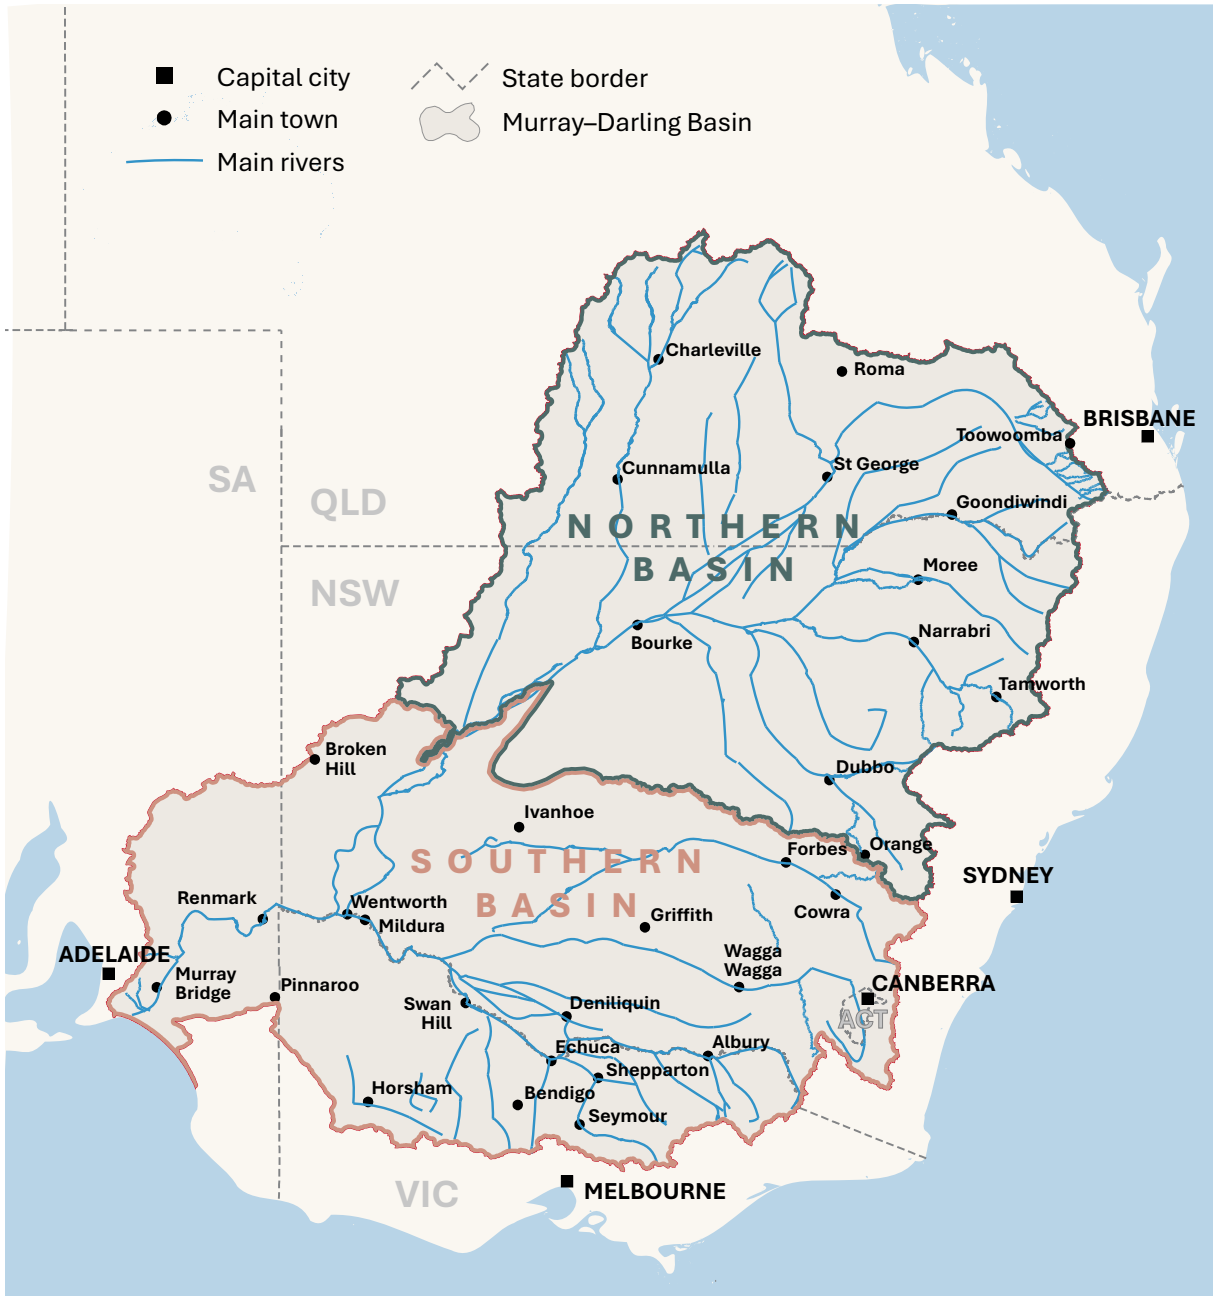 Capital city
State border
Main town
Murray–Darling Basin
Main rivers
Charleville
Roma
BRISBANE
Toowoomba
Cunnamulla
St George
SA
QLD
Goondiwindi
NORTHERN
BASIN
Moree
NSW
Narrabri
Bourke
Tamworth
Broken
Hill
Dubbo
Ivanhoe
Forbes
Orange
SOUTHERN
BASIN
SYDNEY
Renmark
Wentworth
Mildura
Griffith
Cowra
ADELAIDE
Wagga
Wagga
Murray
Bridge
Pinnaroo
CANBERRA
ACT
Swan
Hill
Deniliquin
Echuca
Albury
Shepparton
Horsham
Bendigo
Seymour
VIC
MELBOURNE